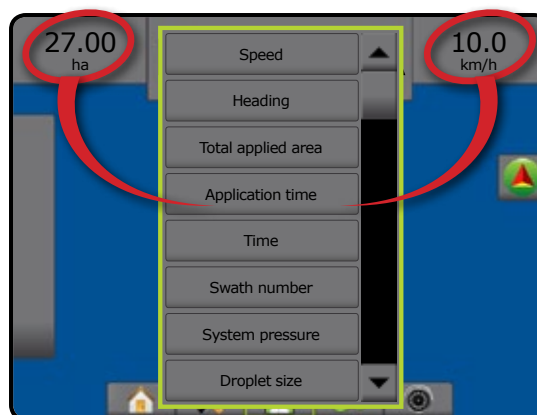 27.00
ha
10.0
km/h
Speed
Heading
Total applied area
Application time
Time
Swath number
System pressure
Droplet size